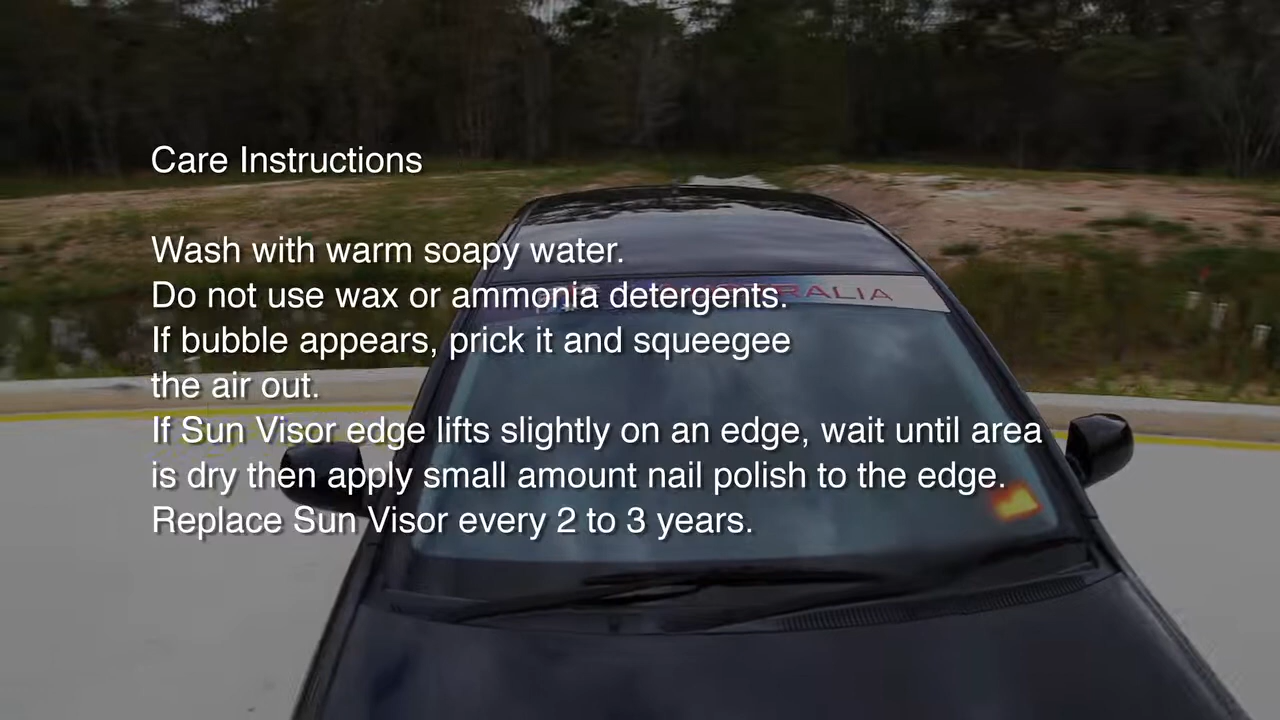 Care Instructions
Wash with warm soapy water.
Do not use wax or ammonia detergents.
If bubble appears, prick it and squeegee
the air out.
If Sun Visor edge lifts slightly on an edge, wait until area
is dry then apply small amount nail polish to the edge.
Replace Sun Visor every 2 to 3 years.